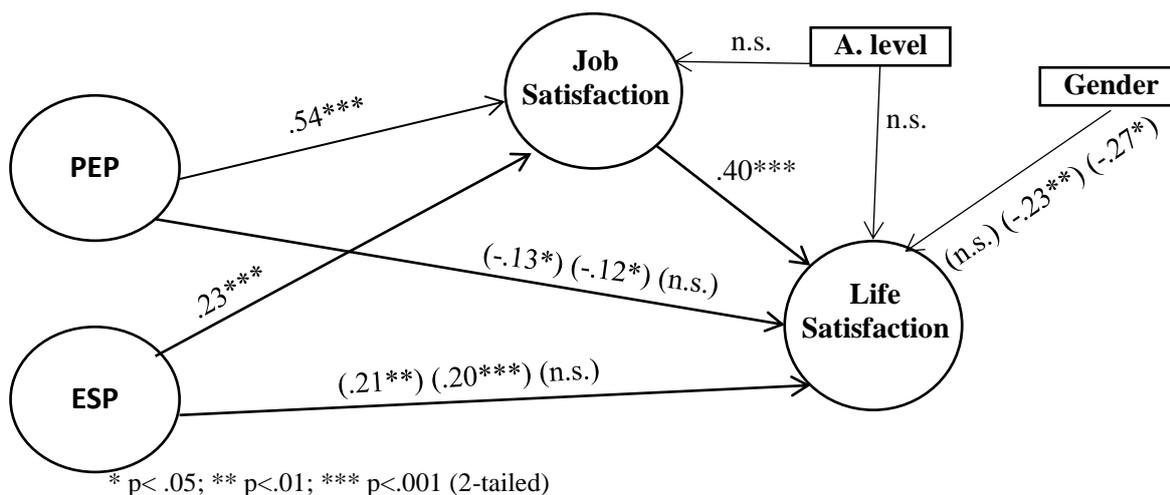 Job
Satisfaction
n.s.
A. level
Gender
.54***
n.s.
PEP
.40***
(n.s.) (-.23**) (-.27*)
(-.13*) (-.12*) (n.s.)
.23***
Life
Satisfaction
(.21**) (.20***) (n.s.)
ESP
* p< .05; ** p<.01; *** p<.001 (2-tailed)